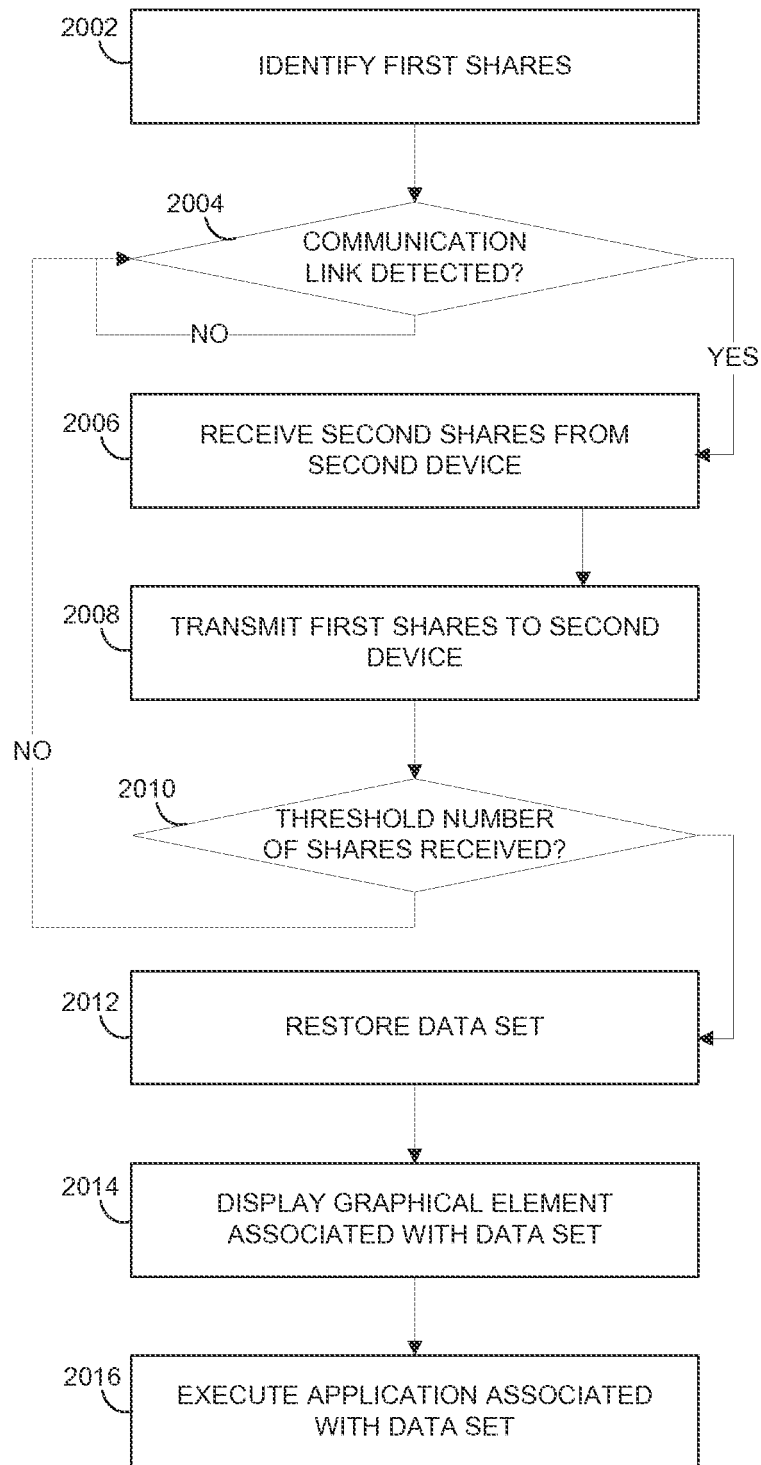 2002
IDENTIFY FIRST SHARES
2004
COMMUNICATION
LINK DETECTED?
NO
YES
2006
RECEIVE SECOND SHARES FROM
SECOND DEVICE
2008
TRANSMIT FIRST SHARES TO SECOND
DEVICE
NO
2010
THRESHOLD NUMBER
OF SHARES RECEIVED?
2012
RESTORE DATA SET
2014
DISPLAY GRAPHICAL ELEMENT
ASSOCIATED WITH DATA SET
2016
EXECUTE APPLICATION ASSOCIATED
WITH DATA SET